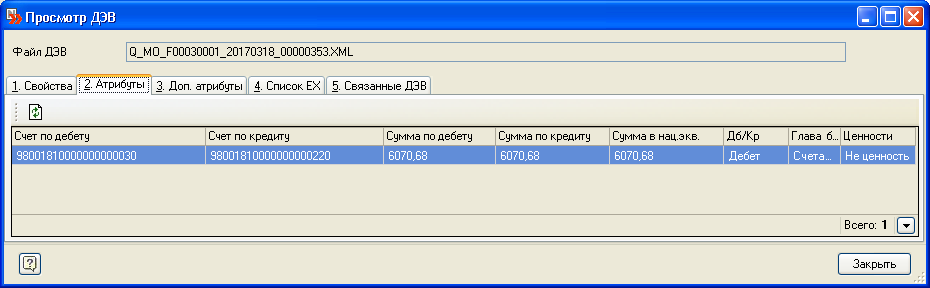 Просмотр ДЭВ
Файл ДЭВ Q_MO_F00030001_20170318_00000353.XML
1. Свойства 2. Атрибуты 3. Доп. атрибуты 4. Список ЕХ 5. Связанные ДЭВ
Счет по дебету Счет по кредиту Сумма по дебету Сумма по кредиту Сумма в нац.экв. Дб/Кр Глава б... Ценности
98001810000000000030 98001810000000000220 6070,68 6070,68 6070,68 Дебет Счета... Не ценность
Всего: 1
Закрыть